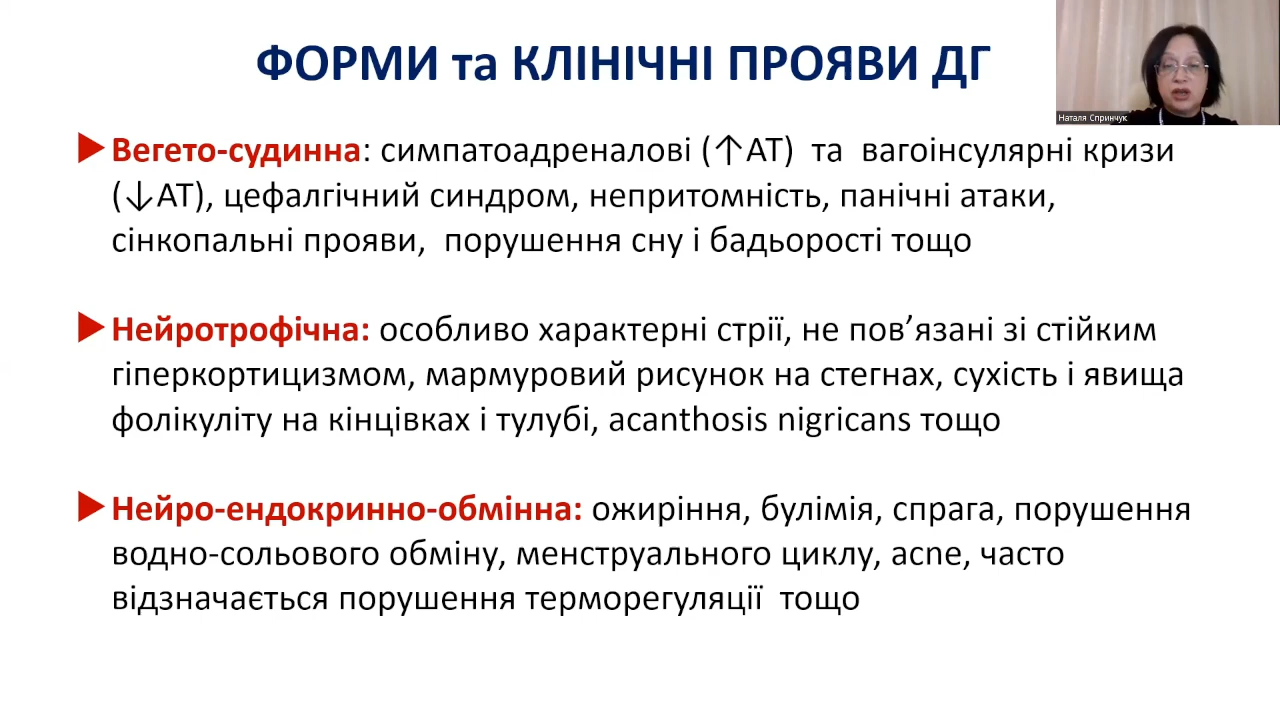 ФОРМИ та КЛІНІЧНІ ПРОЯВИ ДГ
Наталя Спринчук
Вегето-судинна: симпатоадреналові (↑АТ) та вагоінсулярні кризи
(↓АТ), цефалгічний синдром, непритомність, панічні атаки,
сінкопальні прояви, порушення сну і бадьорості тощо
Нейротрофічна: особливо характерні стрії, не пов’язані зі стійким
гіперкортицизмом, мармуровий рисунок на стегнах, сухість і явища
фолікуліту на кінцівках і тулубі, acanthosis nigricans тощо
Нейро-ендокринно-обмінна: ожиріння, булімія, спрага, порушення
водно-сольового обміну, менструального циклу, acne, часто
відзначається порушення терморегуляції тощо